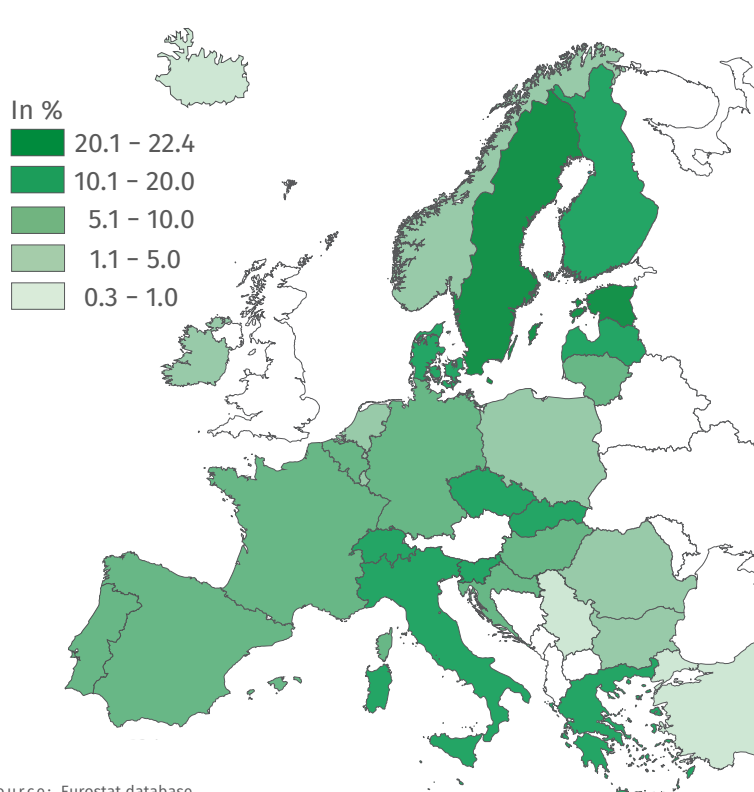 In %
20.1 – 22.4
10.1 – 20.0
5.1 – 10.0
1.1 – 5.0
0.3 – 1.0
ource: Eurostat database